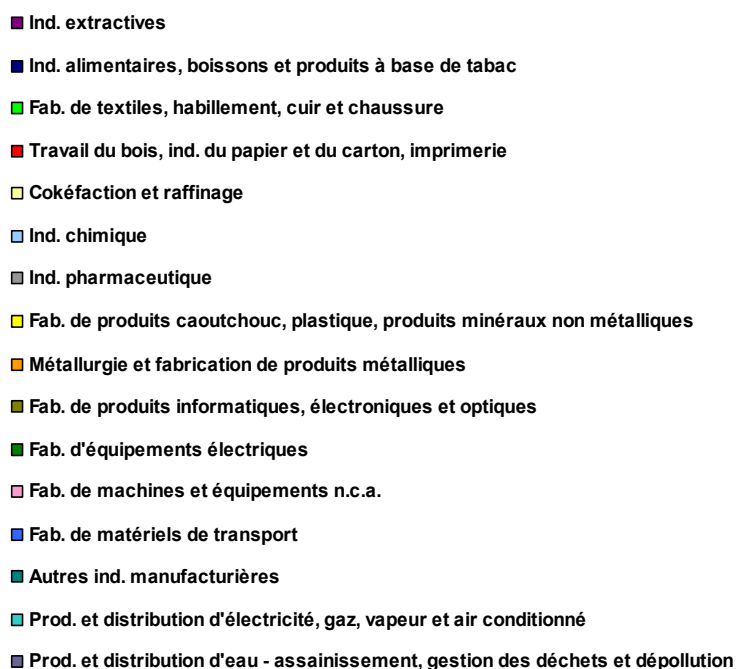 Ind. extractives
Ind. alimentaires, boissons et produits à base de tabac
Fab. de textiles, habillement, cuir et chaussure
Travail du bois, ind. du papier et du carton, imprimerie
Cokéfaction et raffinage
Ind. chimique
Ind. pharmaceutique
Fab. de produits caoutchouc, plastique, produits minéraux non métalliques
Métallurgie et fabrication de produits métalliques
Fab. de produits informatiques, électroniques et optiques
Fab. d'équipements électriques
Fab. de machines et équipements n.c.a.
Fab. de matériels de transport
Autres ind. manufacturières
Prod. et distribution d'électricité, gaz, vapeur et air conditionné
Prod. et distribution d'eau - assainissement, gestion des déchets et dépollution